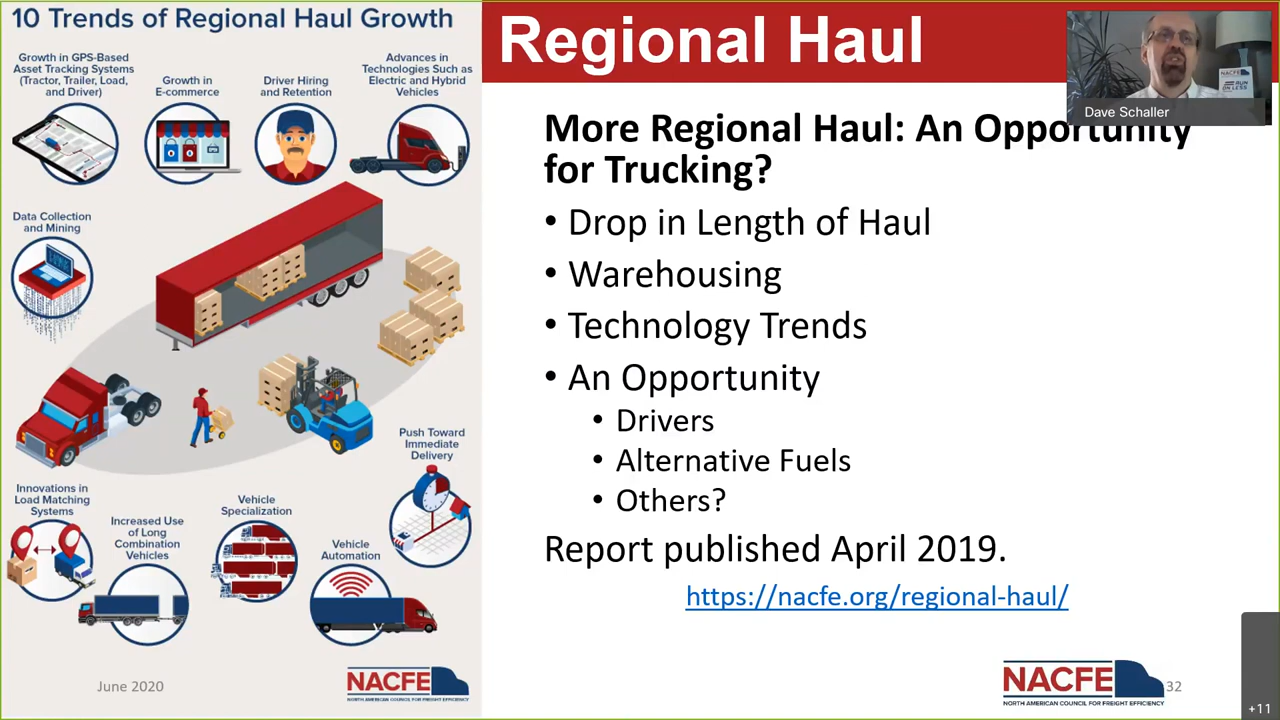 10 Trends of Regional Haul Growth
Growth in GPS-Based
Asset Tracking Systems
(Tractor, Trailer, Load,
and Driver)
Growth in
E-commerce
Driver Hiring
and Retention
Advances in
Technologies Such as
Electric and Hybrid
Vehicles
Data Collection
and Mining
Push Toward
Immediate
Delivery
Innovations in
Load Matching
Systems
Increased Use
of Long
Combination
Vehicles
Vehicle
Specialization
Vehicle
Automation
June 2020
NACFE
NORTH AMERICAN COUNCIL FOR FREIGHT EFFICIENCY
Regional Haul
NACFE
RUN
ON LESS
Dave Schaller
More Regional Haul: An Opportunity
for Trucking?
• Drop in Length of Haul
• Warehousing
• Technology Trends
• An Opportunity
• Drivers
• Alternative Fuels
• Others?
Report published April 2019.
https://nacfe.org/regional-haul/
NACFE
NORTH AMERICAN COUNCIL FOR FREIGHT EFFICIENCY
32
+11